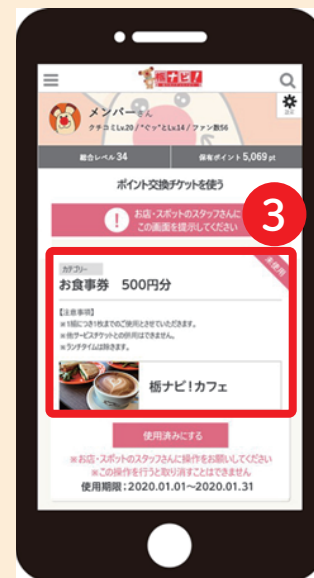 栃ナビ!
メンバーさん
クチコミLv.20/"ぐッ"とLv.14/ファン数56
総合レベル 34
保有ポイント 5,069 pt
ポイント交換チケットを使う
! お店・スポットのスタッフさんに
この画面を提示してください
3
カテゴリー
未使用
お食事券 500円分
【注意事項】
※1組につき1枚までのご使用とさせていただきます。
※他サービスチケットとの併用はできません。
※ランチタイムは除きます。
栃ナビ!カフェ
使用済みにする
※お店・スポットのスタッフさんに操作をお願いしてください
※この操作を行うと取り消すことはできません
使用期限:2020.01.01~2020.01.31